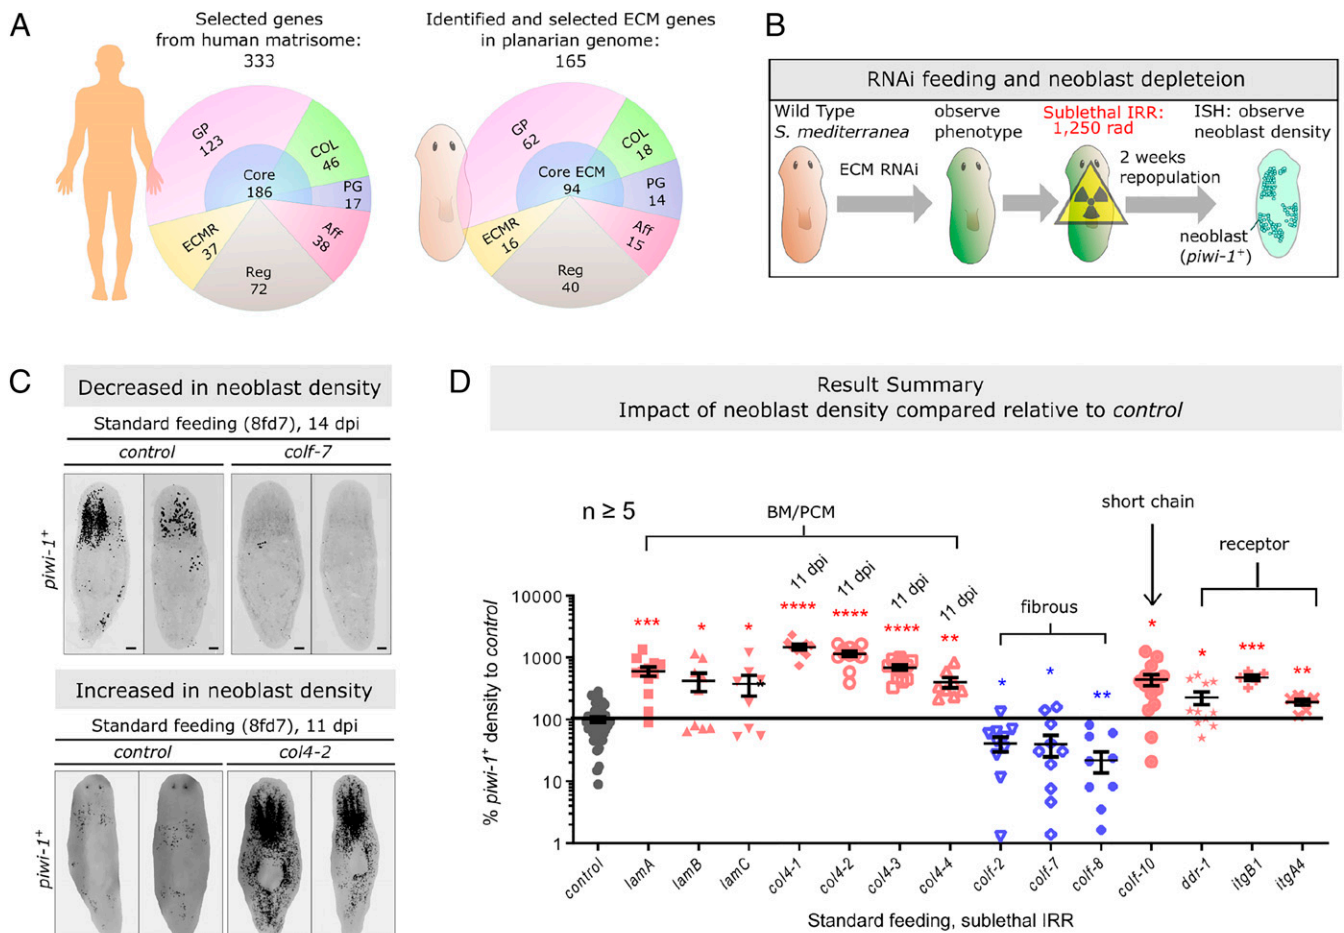 A
Selected genes
from human matrisome:
333
GP
123
COL
46
Core
186
PG
17
ECMR
37
Aff
38
Reg
72
Identified and selected ECM genes
in planarian genome:
165
GP
62
COL
18
Core ECM
94
PG
14
ECMR
16
Aff
15
Reg
40
B
RNAi feeding and neoblast depleteion
Wild Type
S. mediterranea
ECM RNAi
observe
phenotype
Sublethal IRR:
1,250 rad
2 weeks
repopulation
ISH: observe
neoblast density
neoblast
(piwi-1⁺)
C
Decreased in neoblast density
Standard feeding (8fd7), 14 dpi
control
colf-7
piwi-1⁺
Increased in neoblast density
Standard feeding (8fd7), 11 dpi
control
col4-2
piwi-1⁺
D
Result Summary
Impact of neoblast density compared relative to control
n ≥ 5
BM/PCM
short chain
receptor
fibrous
11 dpi
11 dpi
11 dpi
11 dpi
***
*
*
****
****
****
**
*
*
**
*
*
***
**
% piwi-1⁺ density to control
10000
1000
100
10
1
control
lamA
lamB
lamC
col4-1
col4-2
col4-3
col4-4
colf-2
colf-7
colf-8
colf-10
ddr-1
itgB1
itgA4
Standard feeding, sublethal IRR